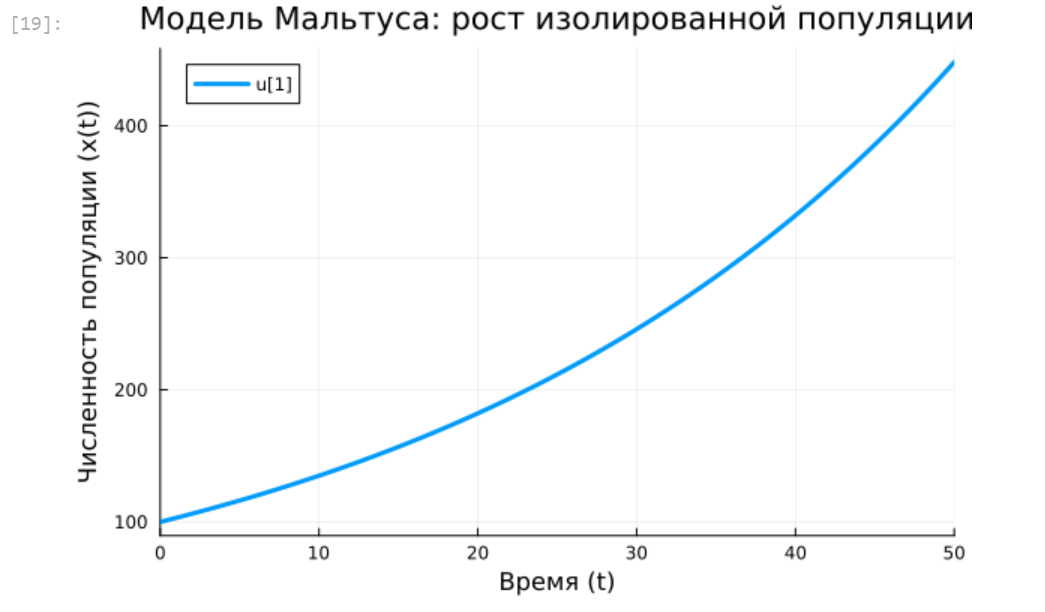 [19]:
Модель Мальтуса: рост изолированной популяции
u[1]
Численность популяции (x(t))
400
300
200
100
0 10 20 30 40 50
Время (t)